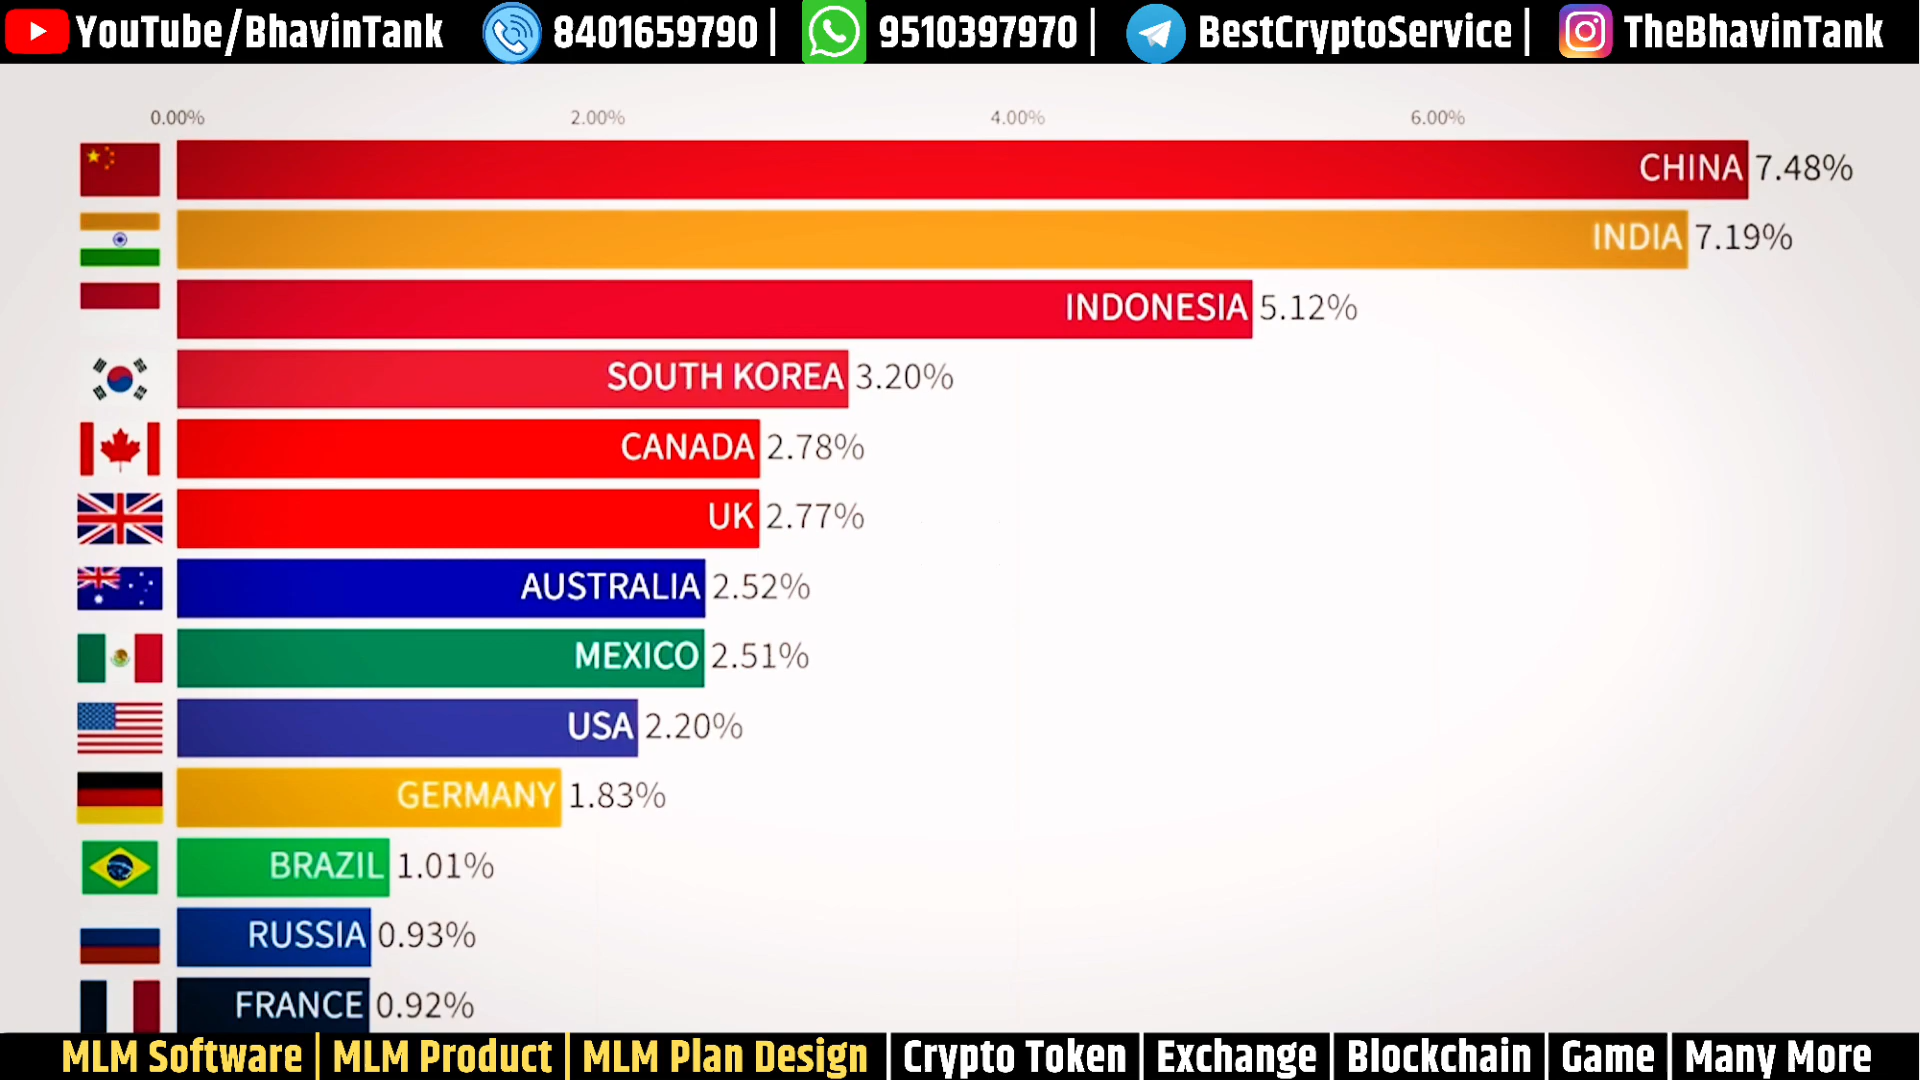 YouTube/BhavinTank 8401659790 | 9510397970 | BestCryptoService | TheBhavinTank
0.00% 2.00% 4.00% 6.00%
CHINA 7.48%
INDIA 7.19%
INDONESIA 5.12%
SOUTH KOREA 3.20%
CANADA 2.78%
UK 2.77%
AUSTRALIA 2.52%
MEXICO 2.51%
USA 2.20%
GERMANY 1.83%
BRAZIL 1.01%
RUSSIA 0.93%
FRANCE 0.92%
MLM Software | MLM Product | MLM Plan Design | Crypto Token | Exchange | Blockchain | Game | Many More